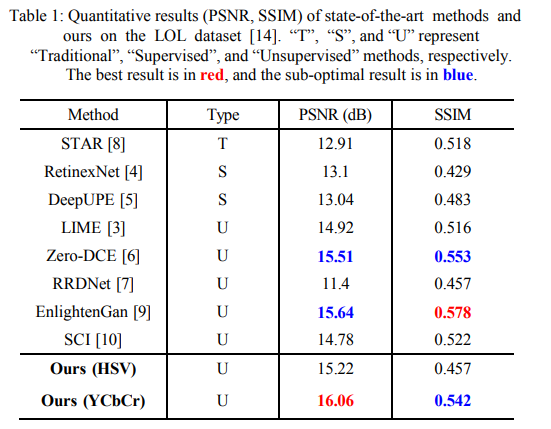 Table 1: Quantitative results (PSNR, SSIM) of state-of-the-art methods and
ours on the LOL dataset [14]. “T”, “S”, and “U” represent
“Traditional”, “Supervised”, and “Unsupervised” methods, respectively.
The best result is in red, and the sub-optimal result is in blue.
Method Type PSNR (dB) SSIM
STAR [8] T 12.91 0.518
RetinexNet [4] S 13.1 0.429
DeepUPE [5] S 13.04 0.483
LIME [3] U 14.92 0.516
Zero-DCE [6] U 15.51 0.553
RRDNet [7] U 11.4 0.457
EnlightenGan [9] U 15.64 0.578
SCI [10] U 14.78 0.522
Ours (HSV) U 15.22 0.457
Ours (YCbCr) U 16.06 0.542